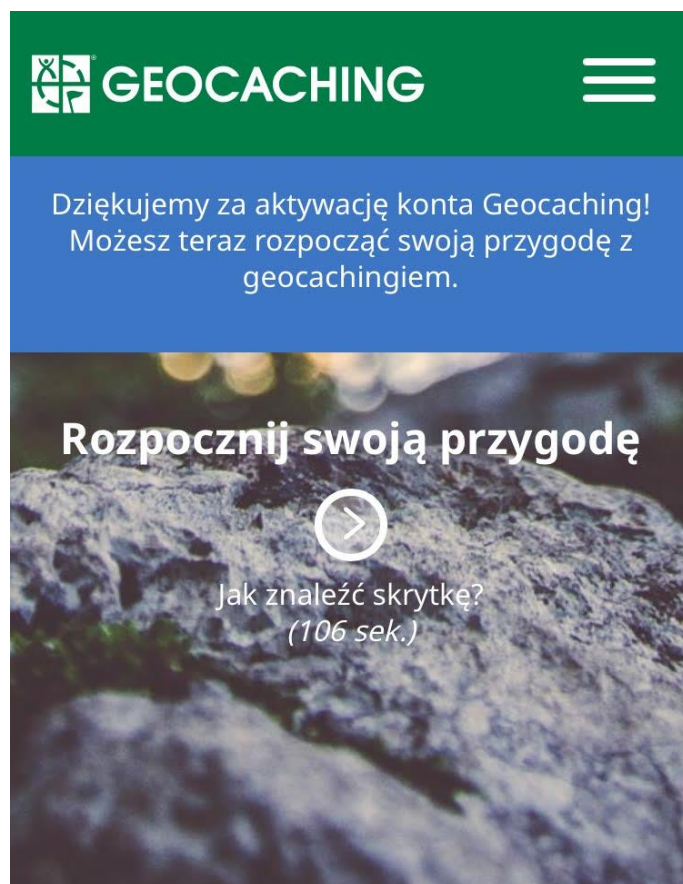 GEOCACHING
Dziękujemy za aktywację konta Geocaching!
Możesz teraz rozpocząć swoją przygodę z
geocachingiem.
Rozpocznij swoją przygodę
Jak znaleźć skrytkę?
(106 sek.)